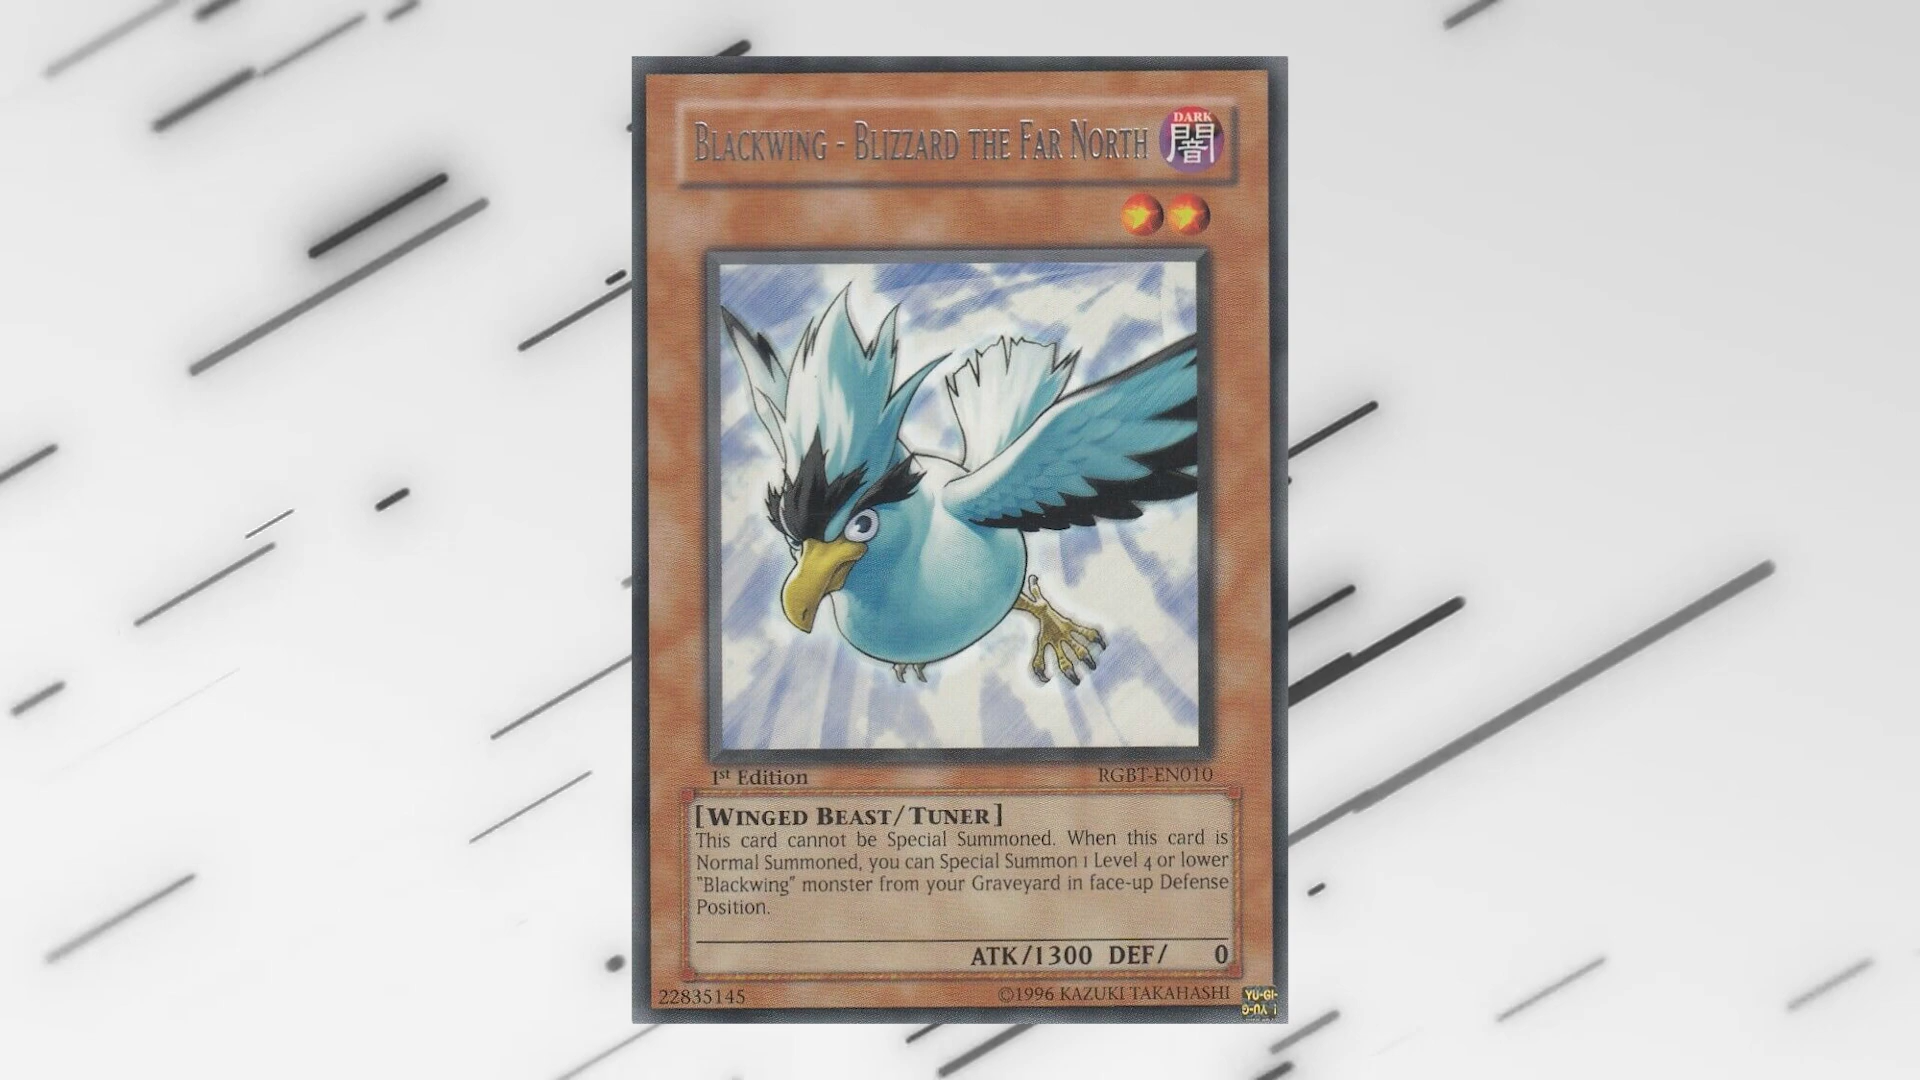 BLACKWING - BLIZZARD THE FAR NORTH
DARK
闇
1st Edition
RGBT-EN010
[WINGED BEAST/TUNER]
This card cannot be Special Summoned. When this card is
Normal Summoned, you can Special Summon 1 Level 4 or lower
"Blackwing" monster from your Graveyard in face-up Defense
Position.
ATK/1300 DEF/ 0
22835145
©1996 KAZUKI TAKAHASHI
YU-GI-